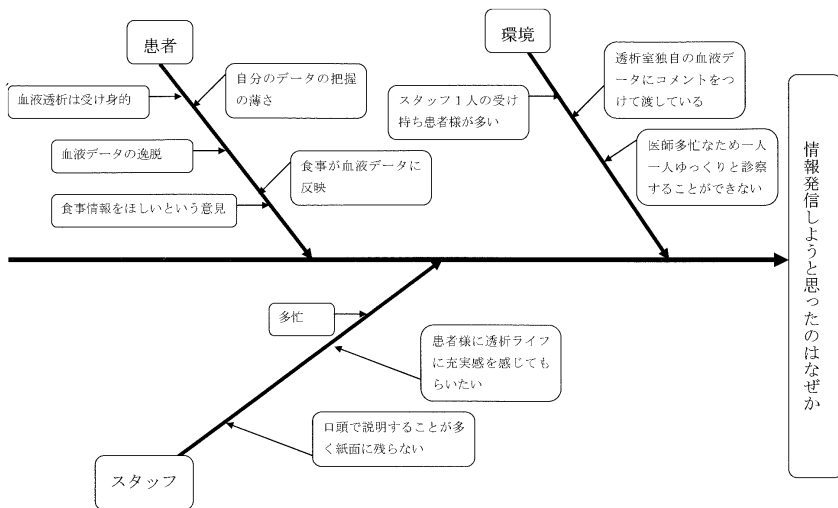 患者
環境
血液透析は受け身的
自分のデータの把握
の薄さ
血液データの逸脱
食事が血液データに
反映
食事情報をほしいという意見
スタッフ１人の受け
持ち患者様が多い
透析室独自の血液
データにコメントをつ
けて渡している
医師多忙なため一人
一人ゆっくりと診察
することができない
情報発信しようと思ったのはなぜか
多忙
患者様に透析ライフ
に充実感を感じても
らいたい
口頭で説明することが多
く紙面に残らない
スタッフ